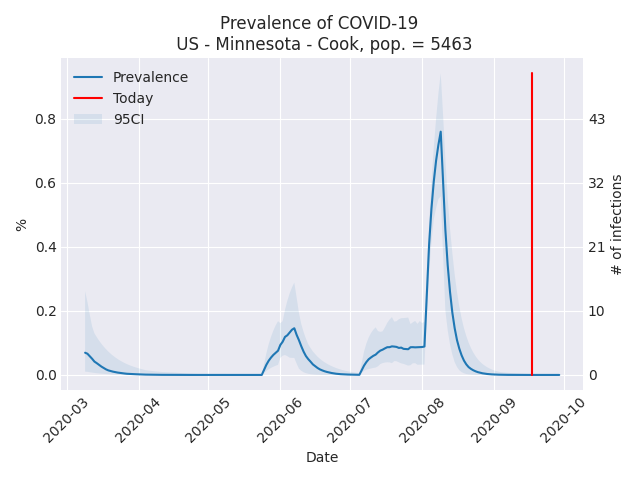 Prevalence of COVID-19
US - Minnesota - Cook, pop. = 5463
Prevalence
Today
95CI
%
0.8
0.6
0.4
0.2
0.0
43
32
21
10
0
# of infections
2020-03
2020-04
2020-05
2020-06
2020-07
2020-08
2020-09
2020-10
Date